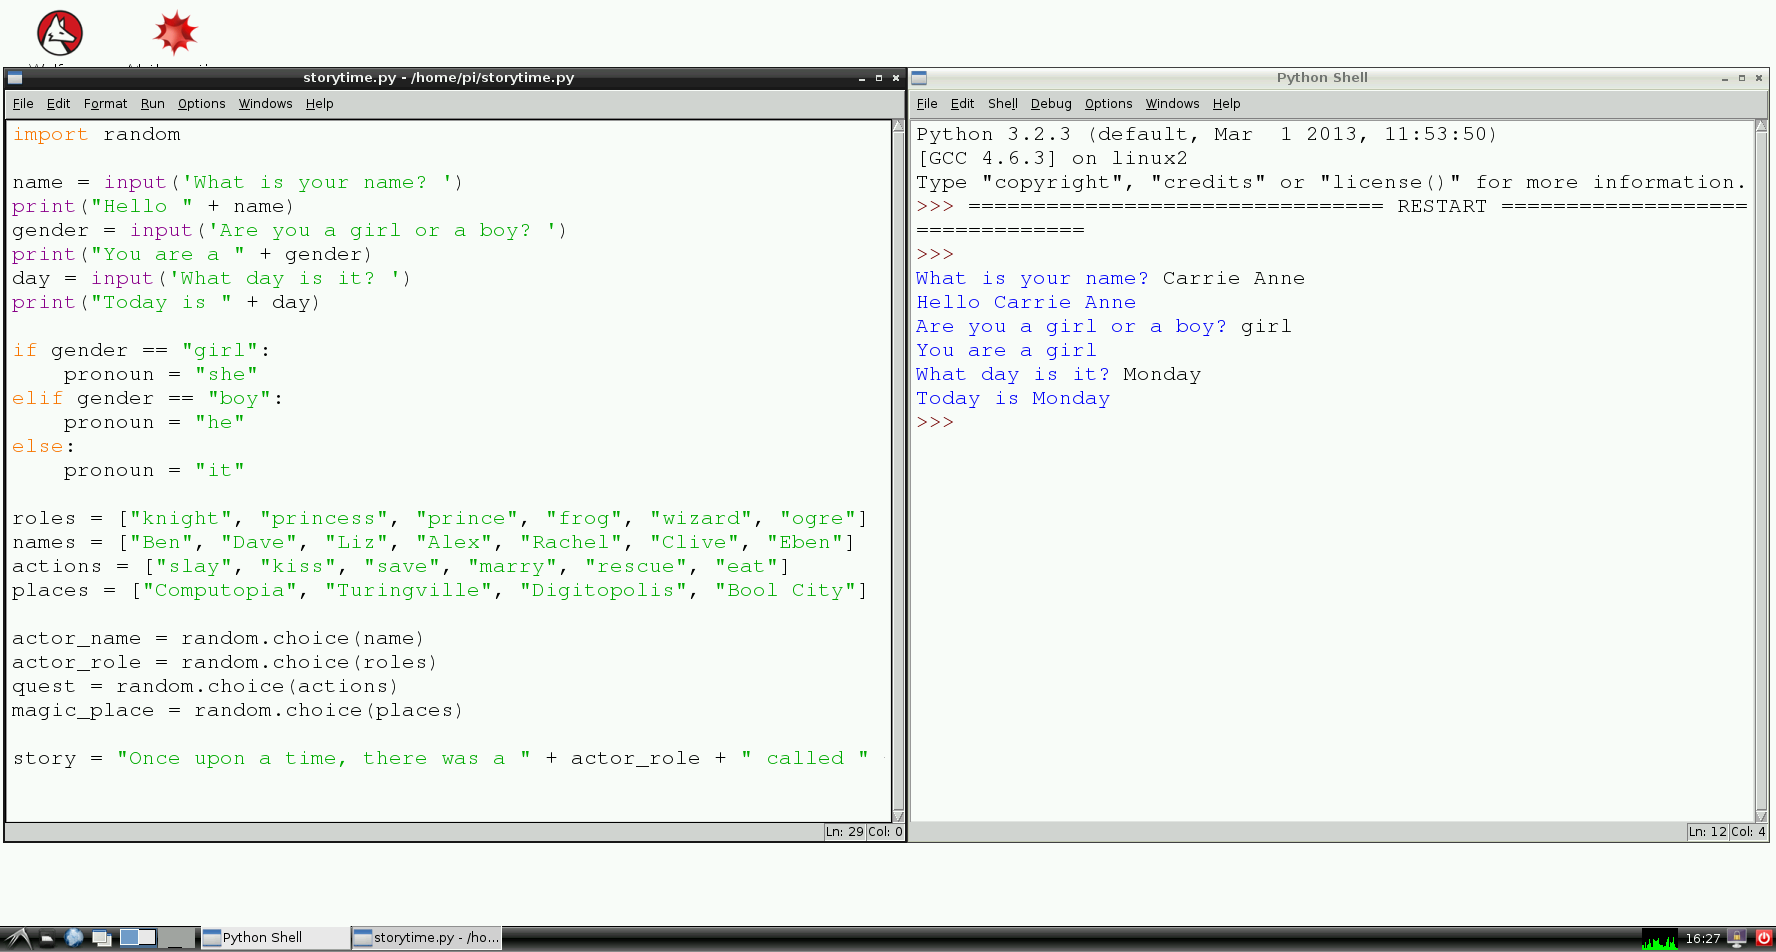 storytime.py - /home/pi/storytime.py
File Edit Format Run Options Windows Help
import random
name = input('What is your name? ')
print("Hello " + name)
gender = input('Are you a girl or a boy? ')
print("You are a " + gender)
day = input('What day is it? ')
print("Today is " + day)
if gender == "girl":
    pronoun = "she"
elif gender == "boy":
    pronoun = "he"
else:
    pronoun = "it"
roles = ["knight", "princess", "prince", "frog", "wizard", "ogre"]
names = ["Ben", "Dave", "Liz", "Alex", "Rachel", "Clive", "Eben"]
actions = ["slay", "kiss", "save", "marry", "rescue", "eat"]
places = ["Computopia", "Turingville", "Digitopolis", "Bool City"]
actor_name = random.choice(name)
actor_role = random.choice(roles)
quest = random.choice(actions)
magic_place = random.choice(places)
story = "Once upon a time, there was a " + actor_role + " called "
Ln: 29 Col: 0
Python Shell
File Edit Shell Debug Options Windows Help
Python 3.2.3 (default, Mar  1 2013, 11:53:50)
[GCC 4.6.3] on linux2
Type "copyright", "credits" or "license()" for more information.
>>> ================================ RESTART ===================
=============
>>>
What is your name? Carrie Anne
Hello Carrie Anne
Are you a girl or a boy? girl
You are a girl
What day is it? Monday
Today is Monday
>>>
Ln: 12 Col: 4
Python Shell
storytime.py - /ho...
16:27